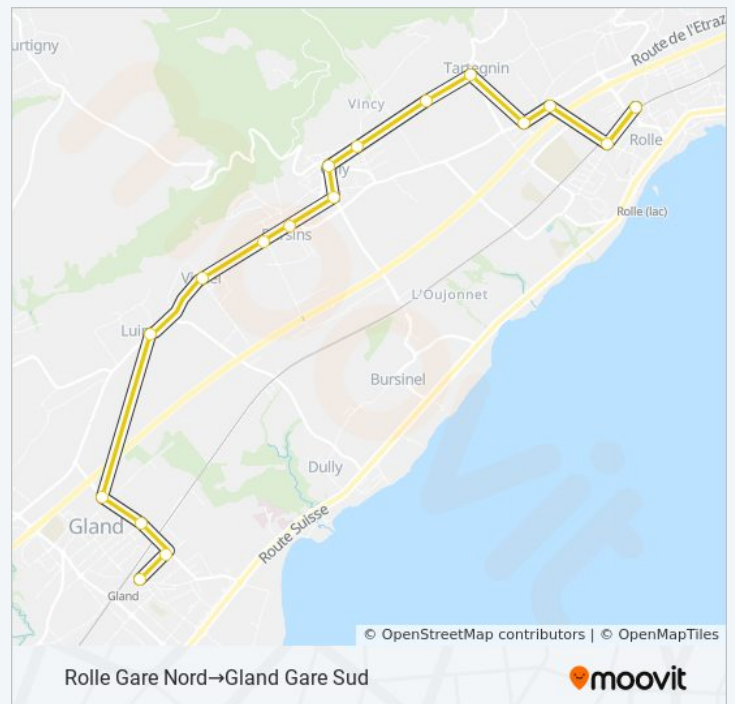 urtigny
Route de l'Etraz
Tartegnin
Vincy
Rolle
Rolle (lac)
L'Oujonnet
Bursinel
Dully
Gland
Route Suisse
Gland
© OpenStreetMap contributors | © OpenMapTiles
Rolle Gare Nord→Gland Gare Sud
moovit